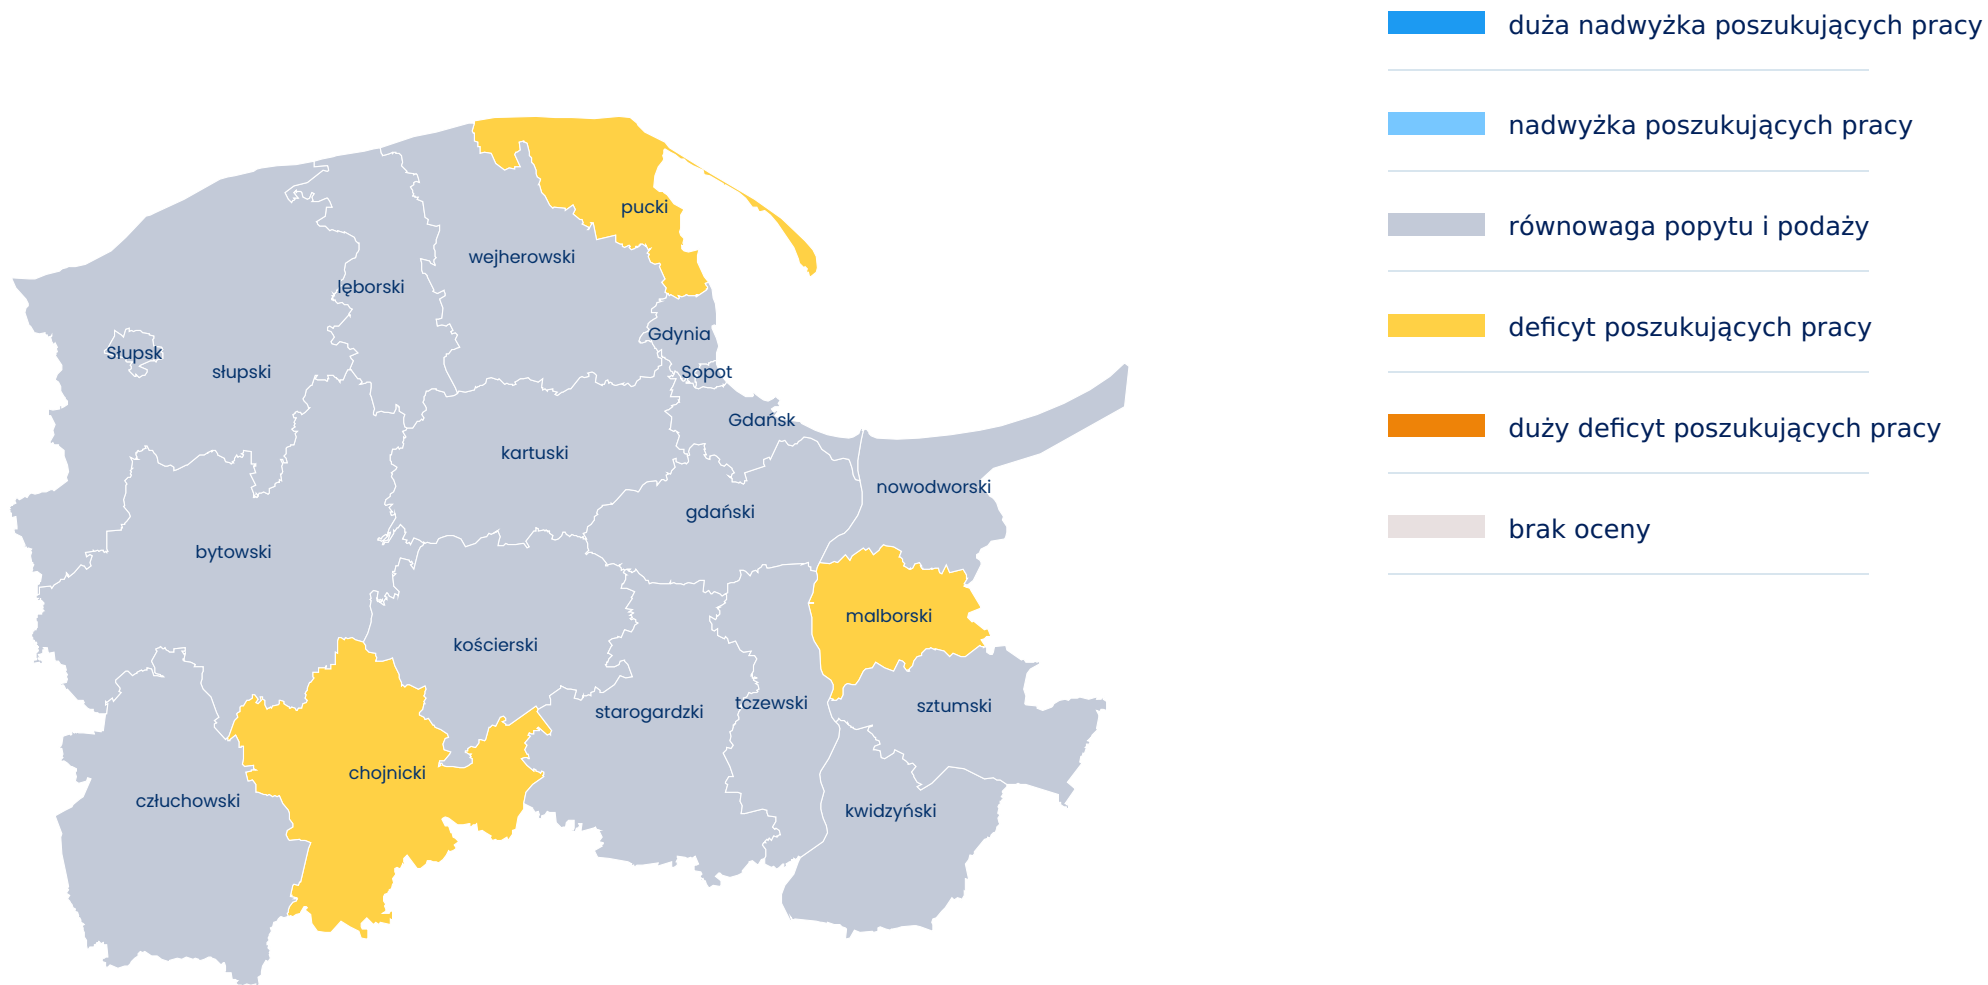 duża nadwyżka poszukujących pracy
nadwyżka poszukujących pracy
równowaga popytu i podaży
deficyt poszukujących pracy
duży deficyt poszukujących pracy
brak oceny
pucki
wejherowski
lęborski
Gdynia
Słupsk
słupski
Sopot
Gdańsk
kartuski
nowodworski
gdański
bytowski
malborski
kościerski
tczewski
sztumski
starogardzki
chojnicki
człuchowski
kwidzyński